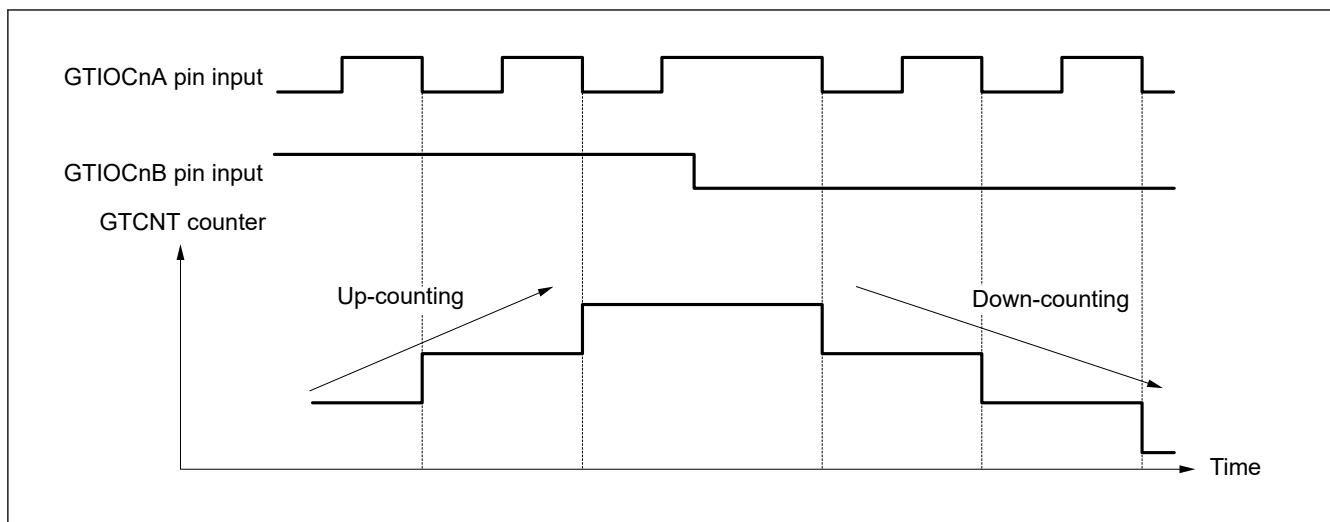 GTIOCnA pin input
GTIOCnB pin input
GTCNT counter
Up-counting
Down-counting
Time